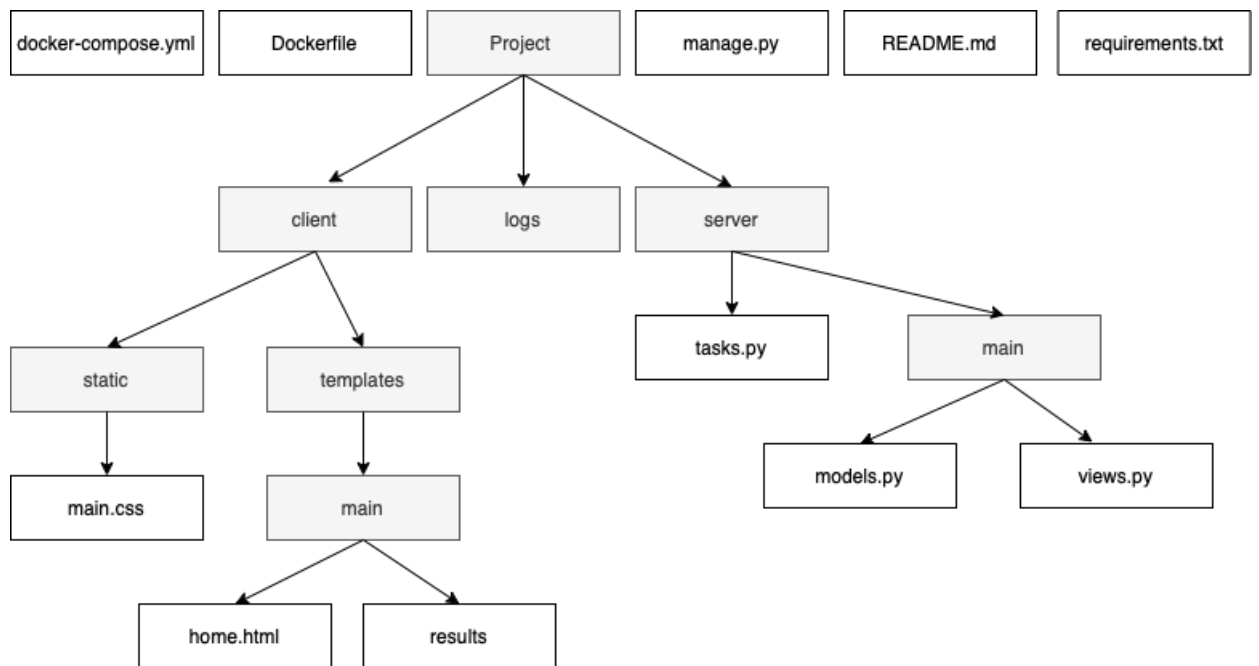 docker-compose.yml
Dockerfile
Project
manage.py
README.md
requirements.txt
client
logs
server
tasks.py
main
static
templates
models.py
views.py
main.css
main
home.html
results